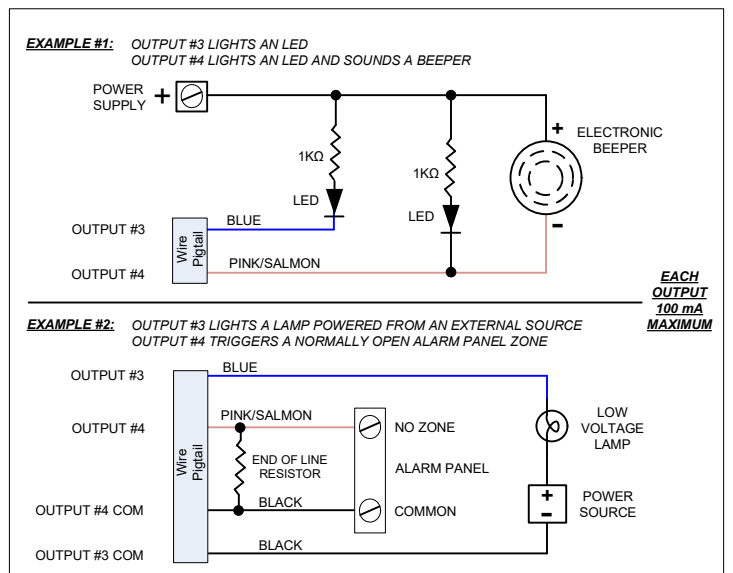 EXAMPLE #1: OUTPUT #3 LIGHTS AN LED
OUTPUT #4 LIGHTS AN LED AND SOUNDS A BEEPER
POWER
SUPPLY
+
+
ELECTRONIC
BEEPER
1KΩ
1KΩ
LED
LED
OUTPUT #3
BLUE
-
Wire
Pigtail
OUTPUT #4
PINK/SALMON
EACH
OUTPUT
100 mA
MAXIMUM
EXAMPLE #2: OUTPUT #3 LIGHTS A LAMP POWERED FROM AN EXTERNAL SOURCE
OUTPUT #4 TRIGGERS A NORMALLY OPEN ALARM PANEL ZONE
OUTPUT #3
BLUE
OUTPUT #4
PINK/SALMON
NO ZONE
LOW
VOLTAGE
LAMP
Wire
Pigtail
END OF LINE
RESISTOR
ALARM PANEL
OUTPUT #4 COM
BLACK
COMMON
+
-
POWER
SOURCE
OUTPUT #3 COM
BLACK